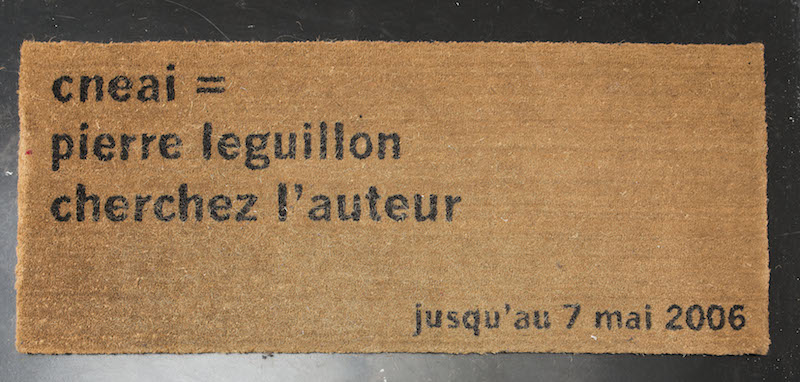 cneai =
pierre leguillon
cherchez l'auteur
jusqu'au 7 mai 2006